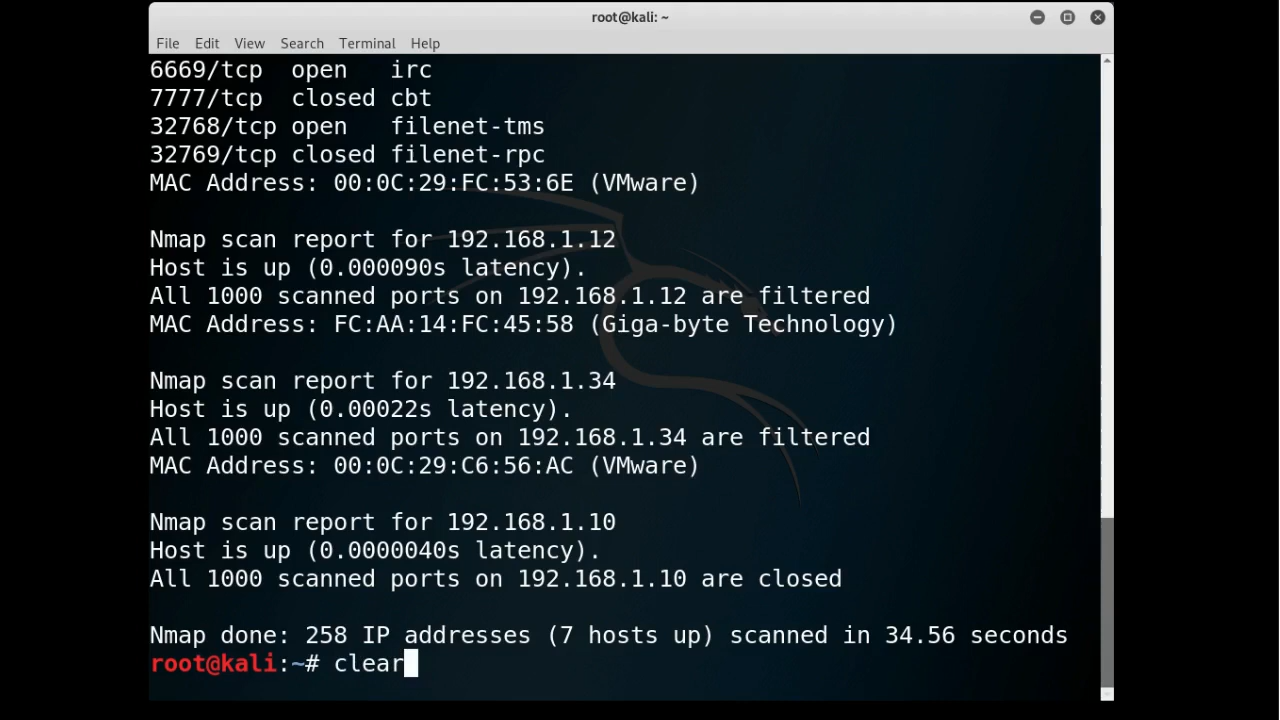 root@kali: ~
File Edit View Search Terminal Help
6669/tcp open irc
7777/tcp closed cbt
32768/tcp open filenet-tms
32769/tcp closed filenet-rpc
MAC Address: 00:0C:29:FC:53:6E (VMware)
Nmap scan report for 192.168.1.12
Host is up (0.000090s latency).
All 1000 scanned ports on 192.168.1.12 are filtered
MAC Address: FC:AA:14:FC:45:58 (Giga-byte Technology)
Nmap scan report for 192.168.1.34
Host is up (0.00022s latency).
All 1000 scanned ports on 192.168.1.34 are filtered
MAC Address: 00:0C:29:C6:56:AC (VMware)
Nmap scan report for 192.168.1.10
Host is up (0.0000040s latency).
All 1000 scanned ports on 192.168.1.10 are closed
Nmap done: 258 IP addresses (7 hosts up) scanned in 34.56 seconds
root@kali:~# clear